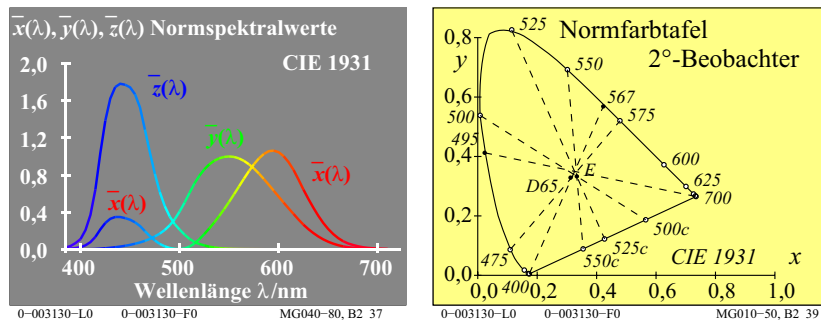 x̅(λ), y̅(λ), z̅(λ) Normspektralwerte
CIE 1931
2,0
1,6
1,2
0,8
0,4
0,0
z̅(λ)
y̅(λ)
x̅(λ)
x̅(λ)
400 500 600 700
Wellenlänge λ/nm
0-003130-L0 0-003130-F0 MG040-80, B2_37
Normfarbtafel
2°-Beobachter
0,8
y
0,6
0,4
0,2
0,0
525
550
567
575
500
495
600
E
D65
625
700
500c
525c
550c
475
400
CIE 1931
0,0 0,2 0,4 0,6 0,8 1,0 x
0-003130-L0 0-003130-F0 MG010-50, B2_39